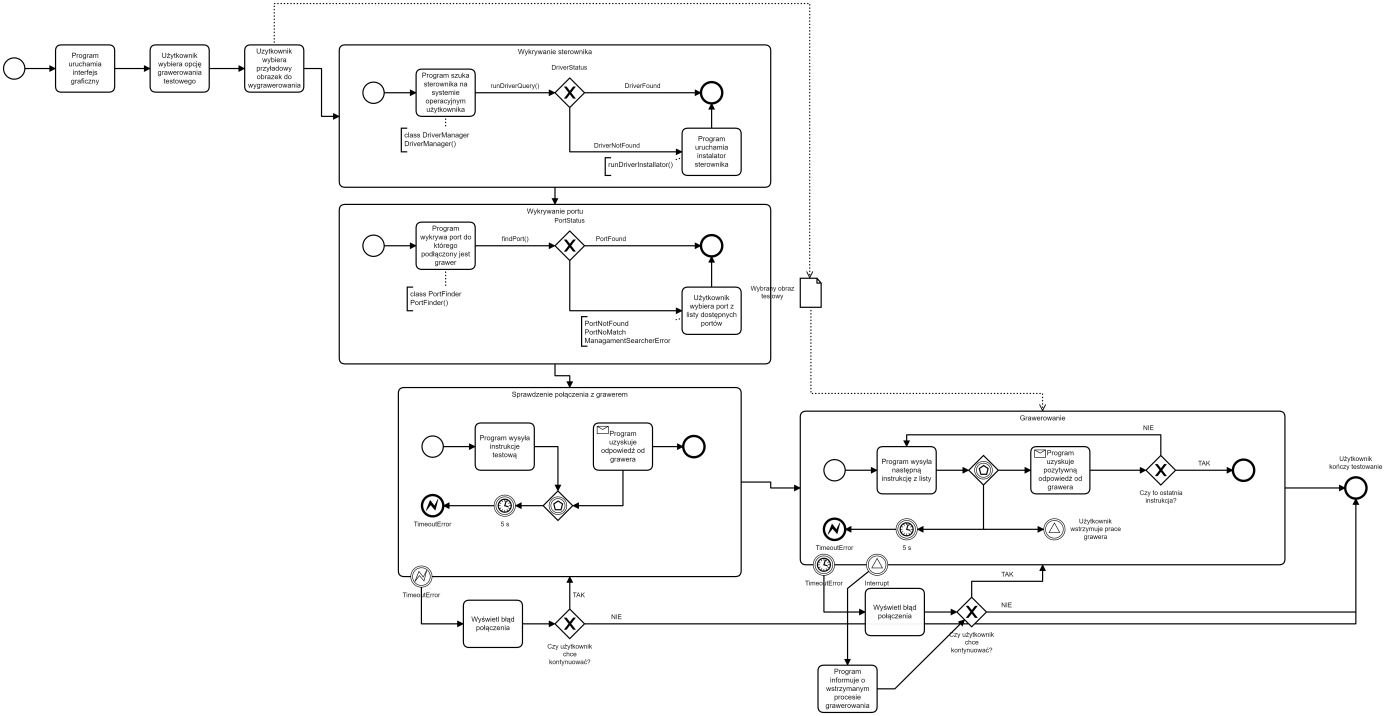 Program
uruchamia
interfejs
graficzny
Użytkownik
wybiera opcję
grawerowania
testowego
Uzytkownik
wybiera
przyładowy
obrazek do
wygrawerowania
Wykrywanie sterownika
Program szuka
sterownika na
systemie
operacyjnym
użytkownika
class DriverManager
DriverManager()
runDriverQuery()
DriverStatus
DriverFound
DriverNotFound
runDriverInstallator()
Program
uruchamia
instalator
sterownika
Wykrywanie portu
Program
wykrywa port do
którego
podłączony jest
grawer
class PortFinder
PortFinder()
findPort()
PortStatus
PortFound
PortNotFound
PortNoMatch
ManagamentSearcherError
Użytkownik
wybiera port z
listy dostępnych
portów
Wybrany obraz
testowy
Sprawdzenie połączenia z grawerem
Program wysyła
instrukcje
testową
Program
uzyskuje
odpowiedź od
grawera
TimeoutError
5 s
TimeoutError
Wyświetl błąd
połączenia
TAK
NIE
Czy użytkownik
chce
kontynuować?
Grawerowanie
NIE
Program wysyła
następną
instrukcję z listy
Program
uzyskuje
pozytywną
odpowiedź od
grawera
TAK
Czy to ostatnia
instrukcja?
TimeoutError
5 s
Użytkownik
wstrzymuje prace
grawera
TimeoutError
Interrupt
Wyświetl błąd
połączenia
TAK
NIE
Czy użytkownik
chce
kontynuować?
Program
informuje o
wstrzymanym
procesie
grawerowania
Użytkownik
kończy testowanie